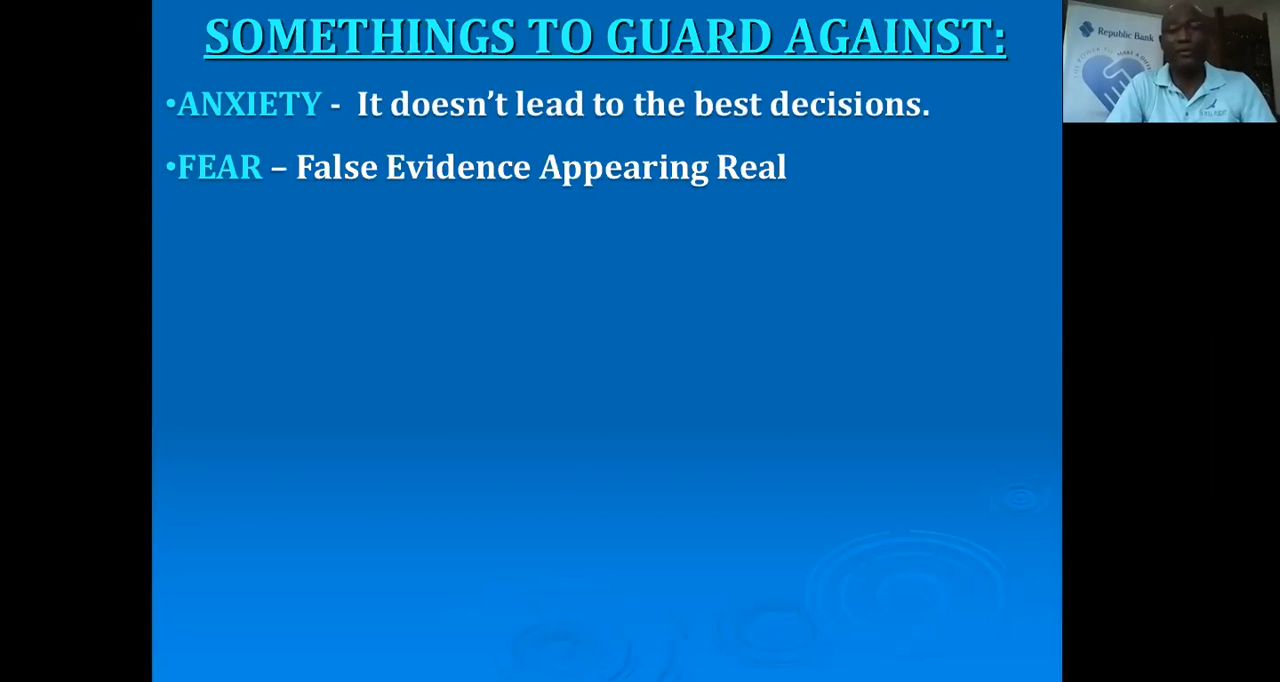 SOMETHINGS TO GUARD AGAINST:
•ANXIETY - It doesn’t lead to the best decisions.
•FEAR – False Evidence Appearing Real
Republic Bank